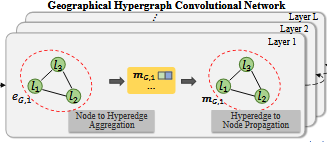 Geographical Hypergraph Convolutional Network
Layer L
Layer 2
Layer 1
l3
l1
l2
eG,1
mG,1
...
l3
l1
l2
mG,1
Node to Hyperedge
Aggregation
Hyperedge to
Node Propagation